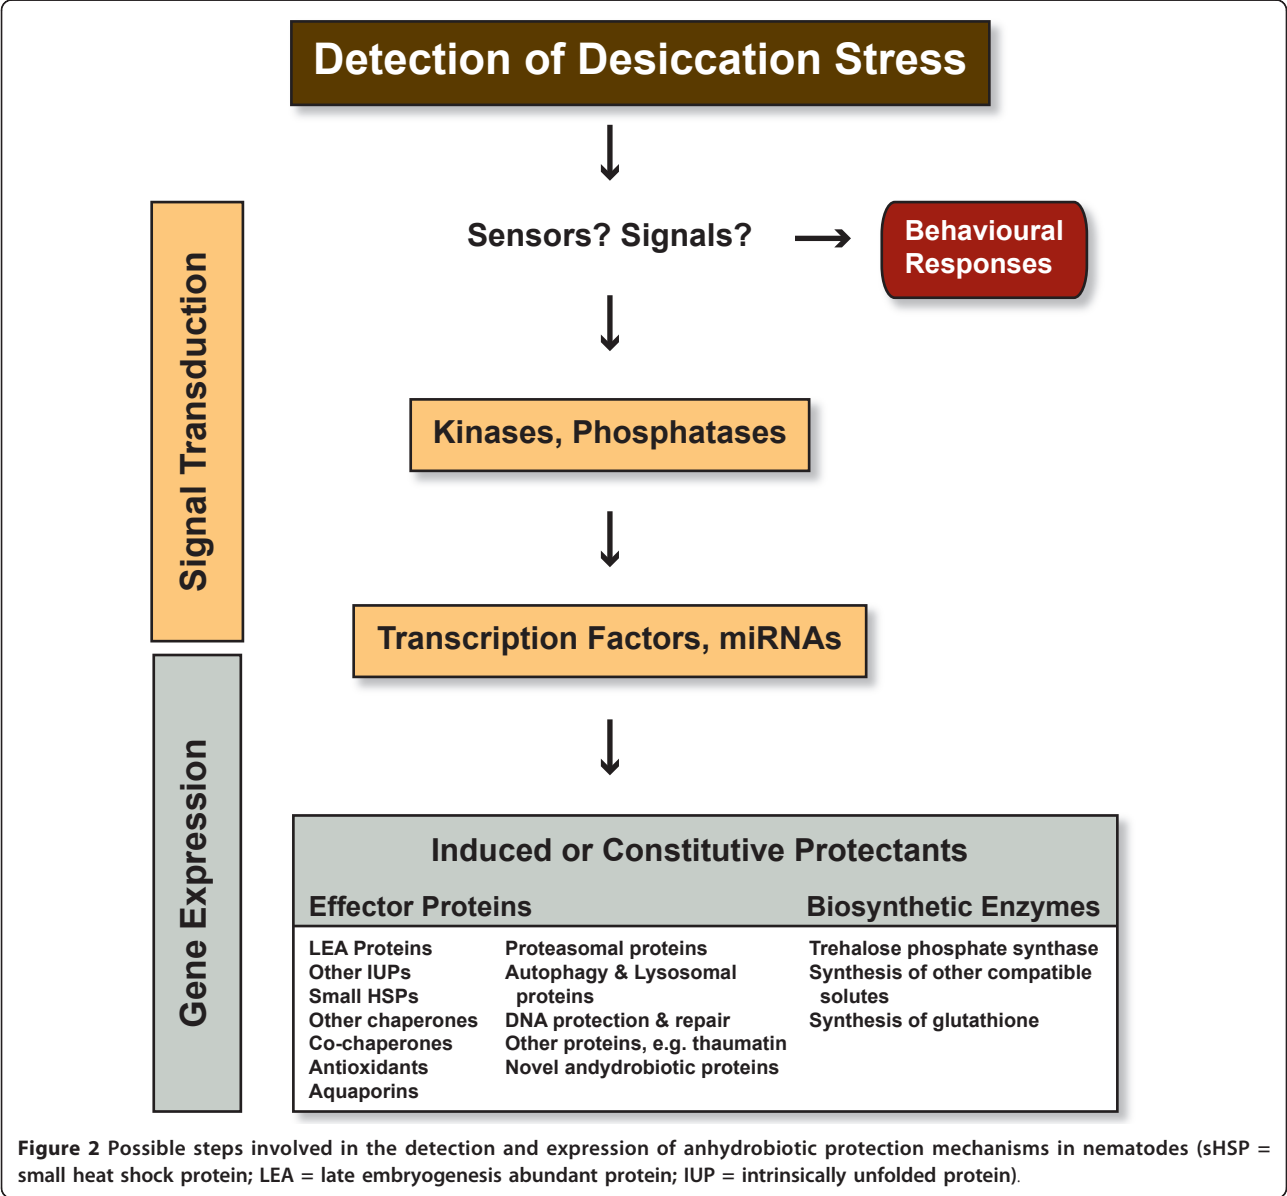 Detection of Desiccation Stress
Sensors? Signals?
Behavioural
Responses
Signal Transduction
Kinases, Phosphatases
Transcription Factors, miRNAs
Gene Expression
Induced or Constitutive Protectants
Effector Proteins
LEA Proteins
Other IUPs
Small HSPs
Other chaperones
Co-chaperones
Antioxidants
Aquaporins
Proteasomal proteins
Autophagy & Lysosomal
proteins
DNA protection & repair
Other proteins, e.g. thaumatin
Novel andydrobiotic proteins
Biosynthetic Enzymes
Trehalose phosphate synthase
Synthesis of other compatible
solutes
Synthesis of glutathione
Figure 2 Possible steps involved in the detection and expression of anhydrobiotic protection mechanisms in nematodes (sHSP =
small heat shock protein; LEA = late embryogenesis abundant protein; IUP = intrinsically unfolded protein).